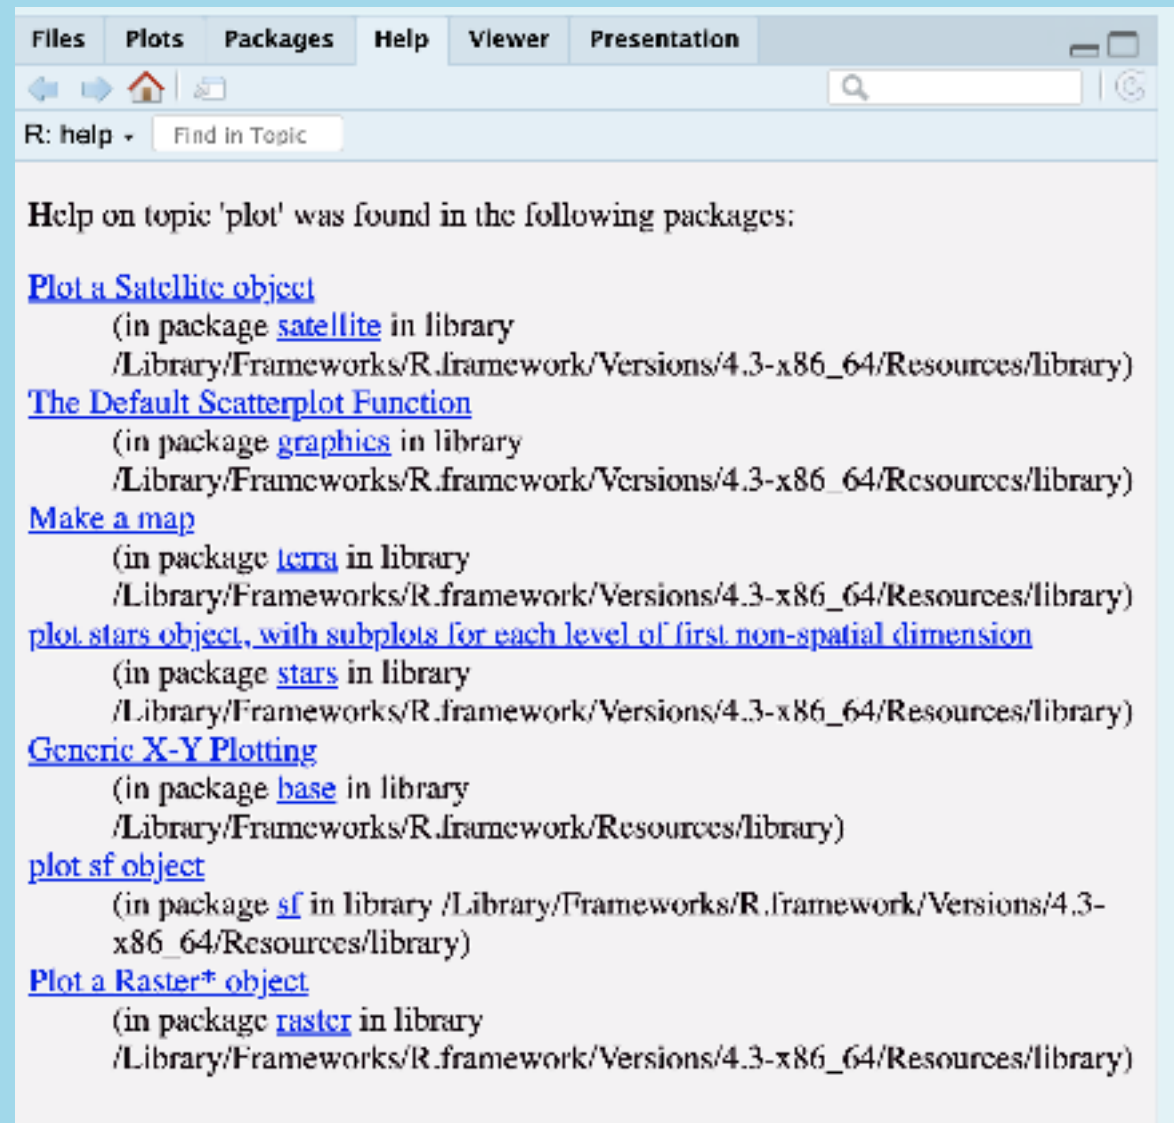 Files Plots Packages Help Viewer Presentation
R: help Find in Topic
Help on topic 'plot' was found in the following packages:
Plot a Satellite object
(in package satellite in library
/Library/Frameworks/R.framework/Versions/4.3-x86_64/Resources/library)
The Default Scatterplot Function
(in package graphics in library
/Library/Frameworks/R.framework/Versions/4.3-x86_64/Resources/library)
Make a map
(in package terra in library
/Library/Frameworks/R.framework/Versions/4.3-x86_64/Resources/library)
plot stars object, with subplots for each level of first non-spatial dimension
(in package stars in library
/Library/Frameworks/R.framework/Versions/4.3-x86_64/Resources/library)
Generic X-Y Plotting
(in package base in library
/Library/Frameworks/R.framework/Resources/library)
plot sf object
(in package sf in library /Library/Frameworks/R.framework/Versions/4.3-
x86_64/Resources/library)
Plot a Raster* object
(in package raster in library
/Library/Frameworks/R.framework/Versions/4.3-x86_64/Resources/library)